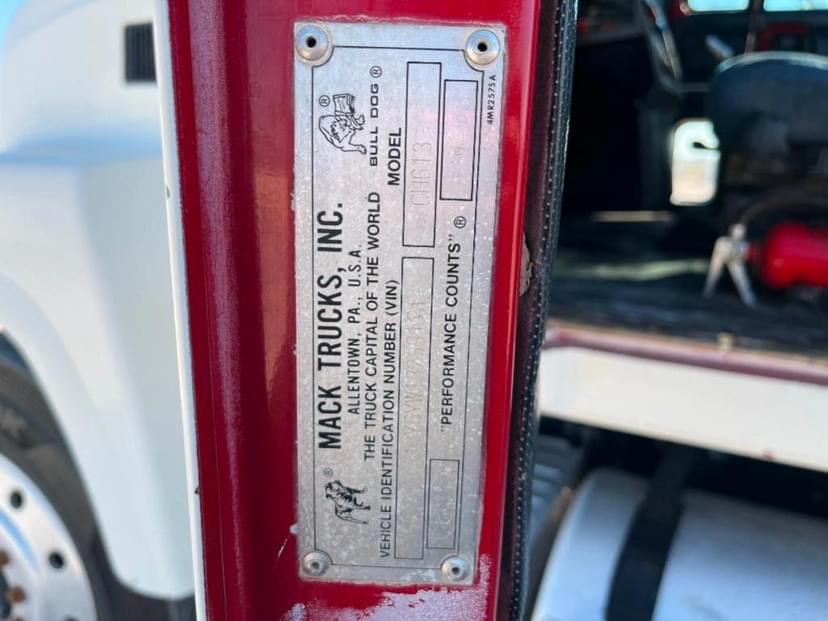 ® BULL DOG ®
MACK TRUCKS, INC.
ALLENTOWN, PA., U.S.A.
THE TRUCK CAPITAL OF THE WORLD
MODEL
VEHICLE IDENTIFICATION NUMBER (VIN)
CH613
"PERFORMANCE COUNTS" ®
4MR2575A